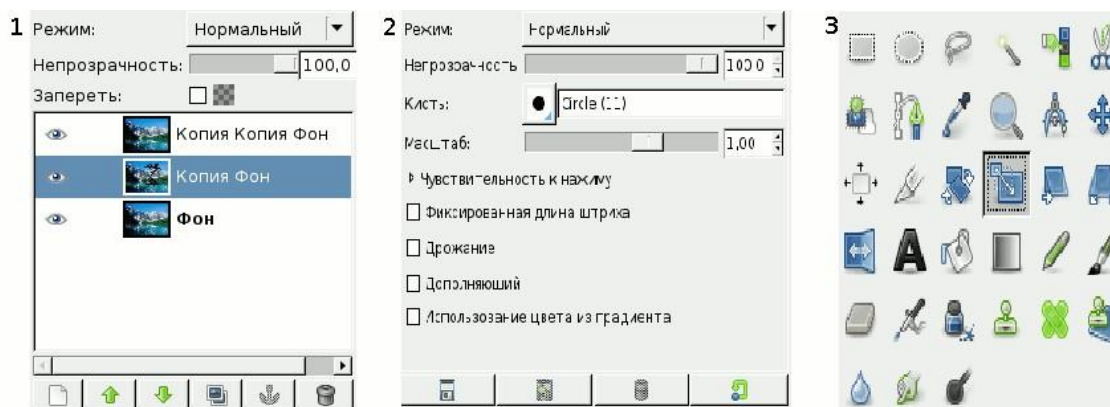 1
Режим: Нормальный
Непрозрачность: 100,0
Запереть:
Копия Копия Фон
Копия Фон
Фон
2
Режим: Нормальный
Непрозрачность 100 0
Кисть: Circle (11)
Масштаб: 1,00
Чувствительность к нажиму
Фиксированная длина штриха
Дрожание
Дополняющий
Использование цвета из градиента
3